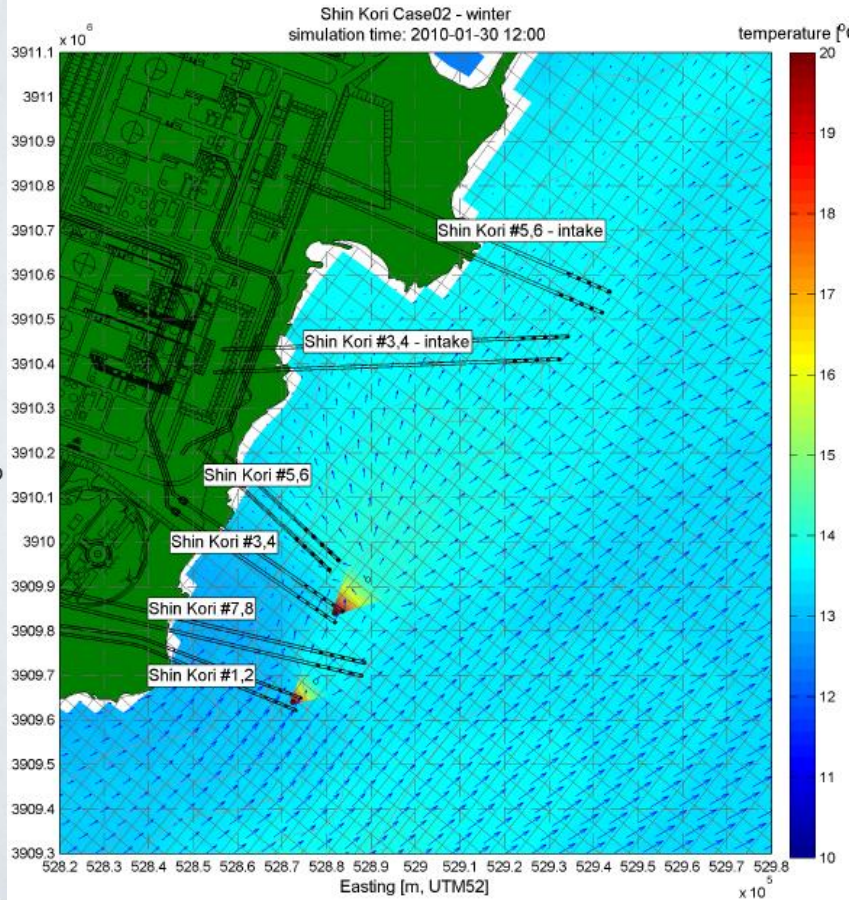 Shin Kori Case02 - winter
simulation time: 2010-01-30 12:00
temperature [°C
x 10^6
3911.1
3911
3910.9
3910.8
3910.7
3910.6
3910.5
3910.4
3910.3
3910.2
3910.1
3910
3909.9
3909.8
3909.7
3909.6
3909.5
3909.4
3909.3
Shin Kori #5,6 - intake
Shin Kori #3,4 - intake
Shin Kori #5,6
Shin Kori #3,4
Shin Kori #7,8
Shin Kori #1,2
20
19
18
17
16
15
14
13
12
11
10
528.2 528.3 528.4 528.5 528.6 528.7 528.8 528.9 529 529.1 529.2 529.3 529.4 529.5 529.6 529.7 529.8
Easting [m, UTM52]
x 10^5